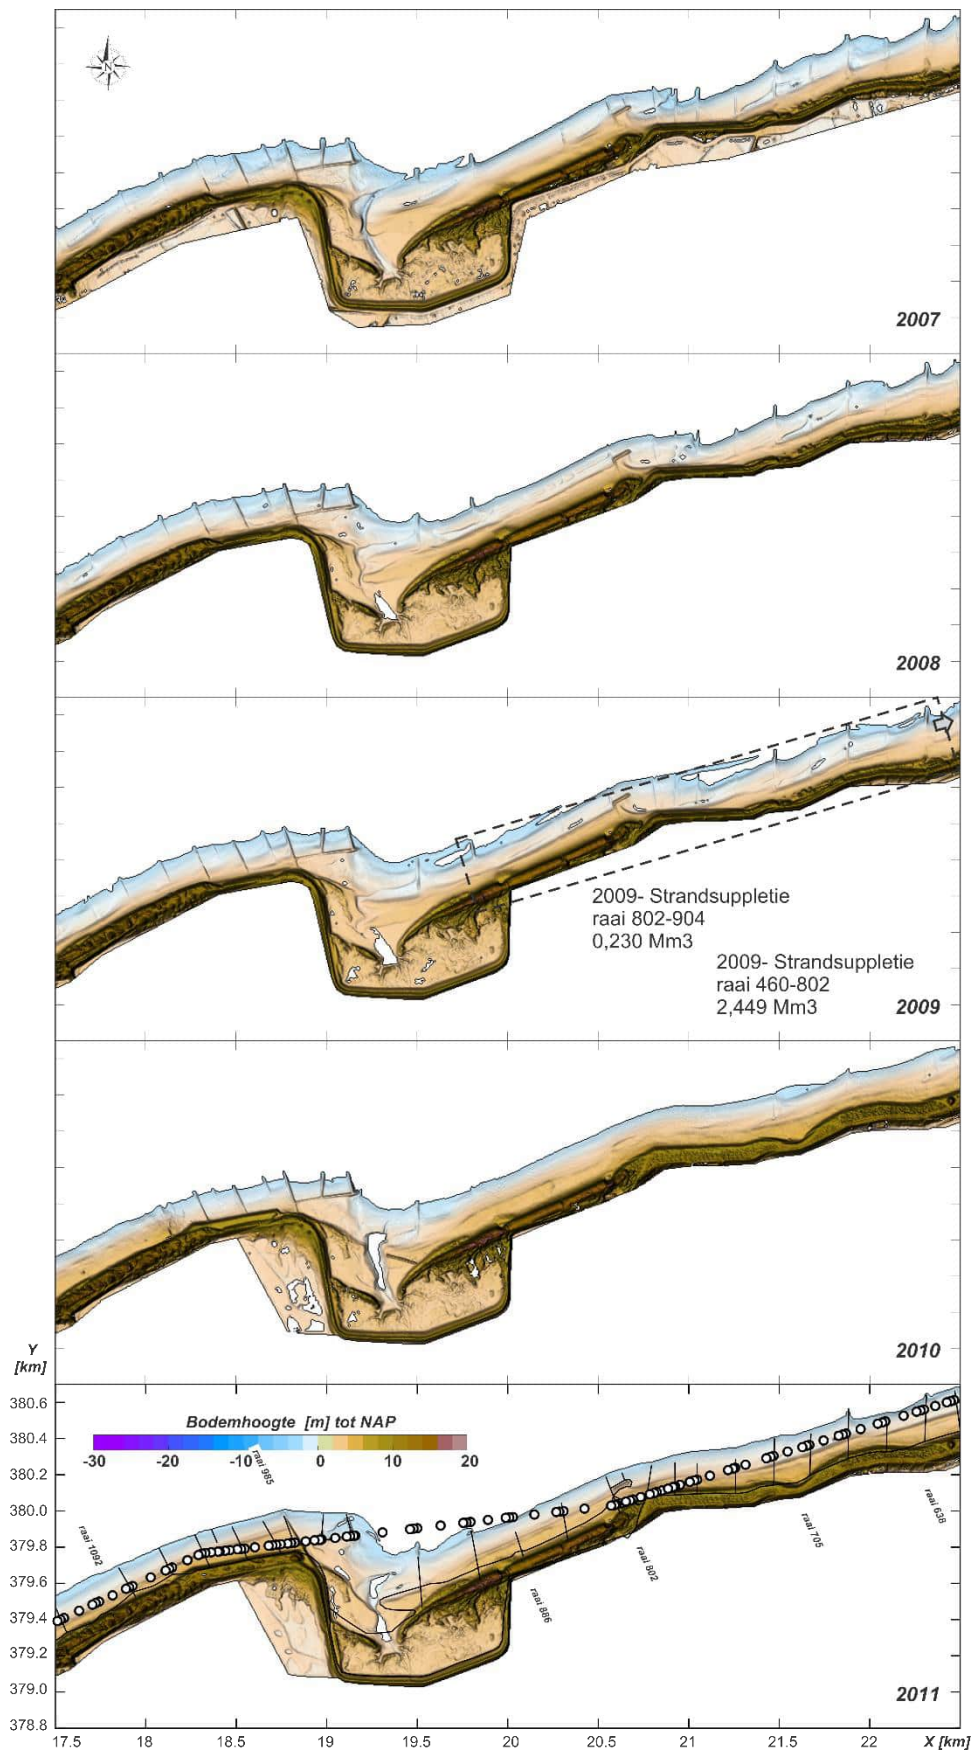 N
2007
2008
2009- Strandsuppletie
raai 802-904
0,230 Mm3
2009- Strandsuppletie
raai 460-802
2,449 Mm3
2009
2010
Y
[km]
380.6
380.4
380.2
380.0
379.8
379.6
379.4
379.2
379.0
378.8
Bodemhoogte [m] tot NAP
-30 -20 -10 0 10 20
raai 985
raai 1092
raai 886
raai 802
raai 705
raai 638
2011
17.5 18 18.5 19 19.5 20 20.5 21 21.5 22 X [km]